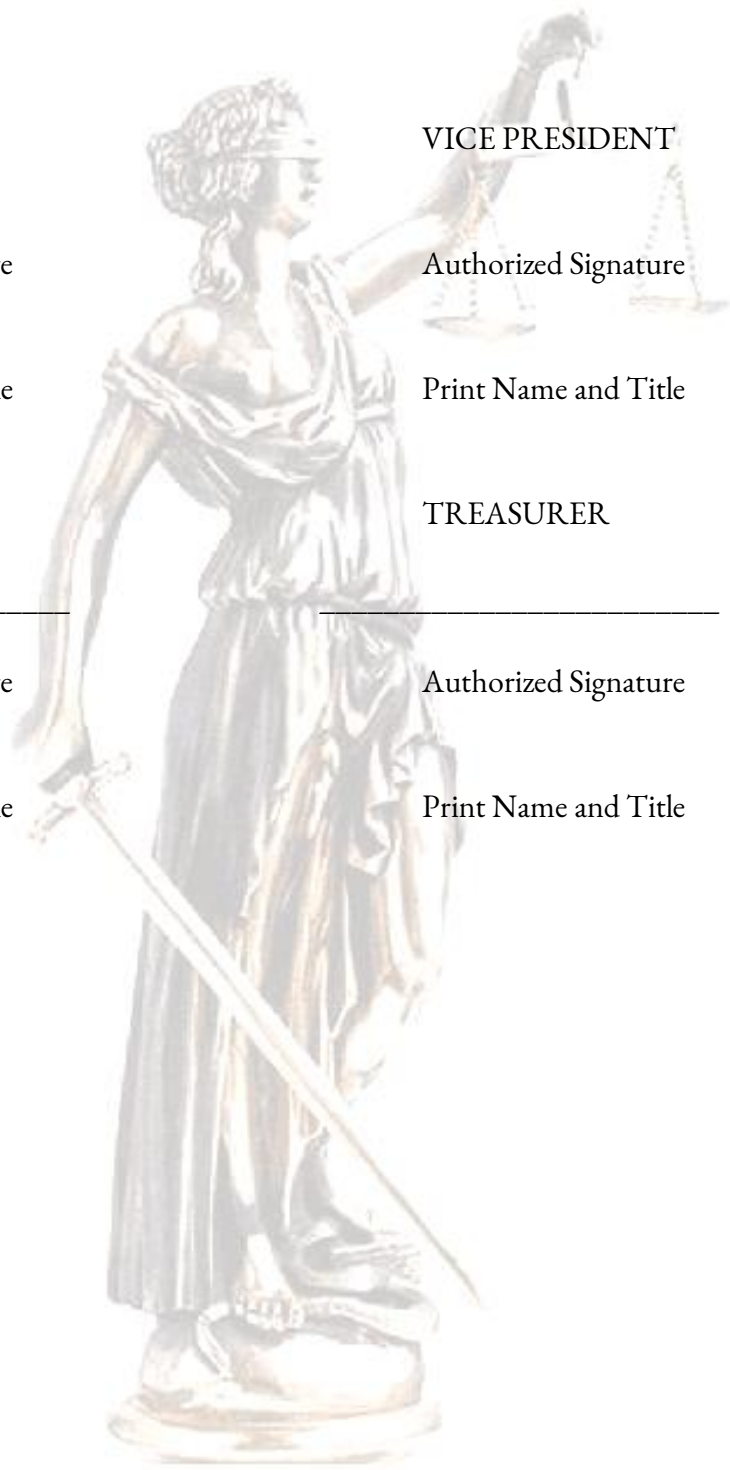 VICE PRESIDENT
Authorized Signature
Print Name and Title
TREASURER
Authorized Signature
Print Name and Title